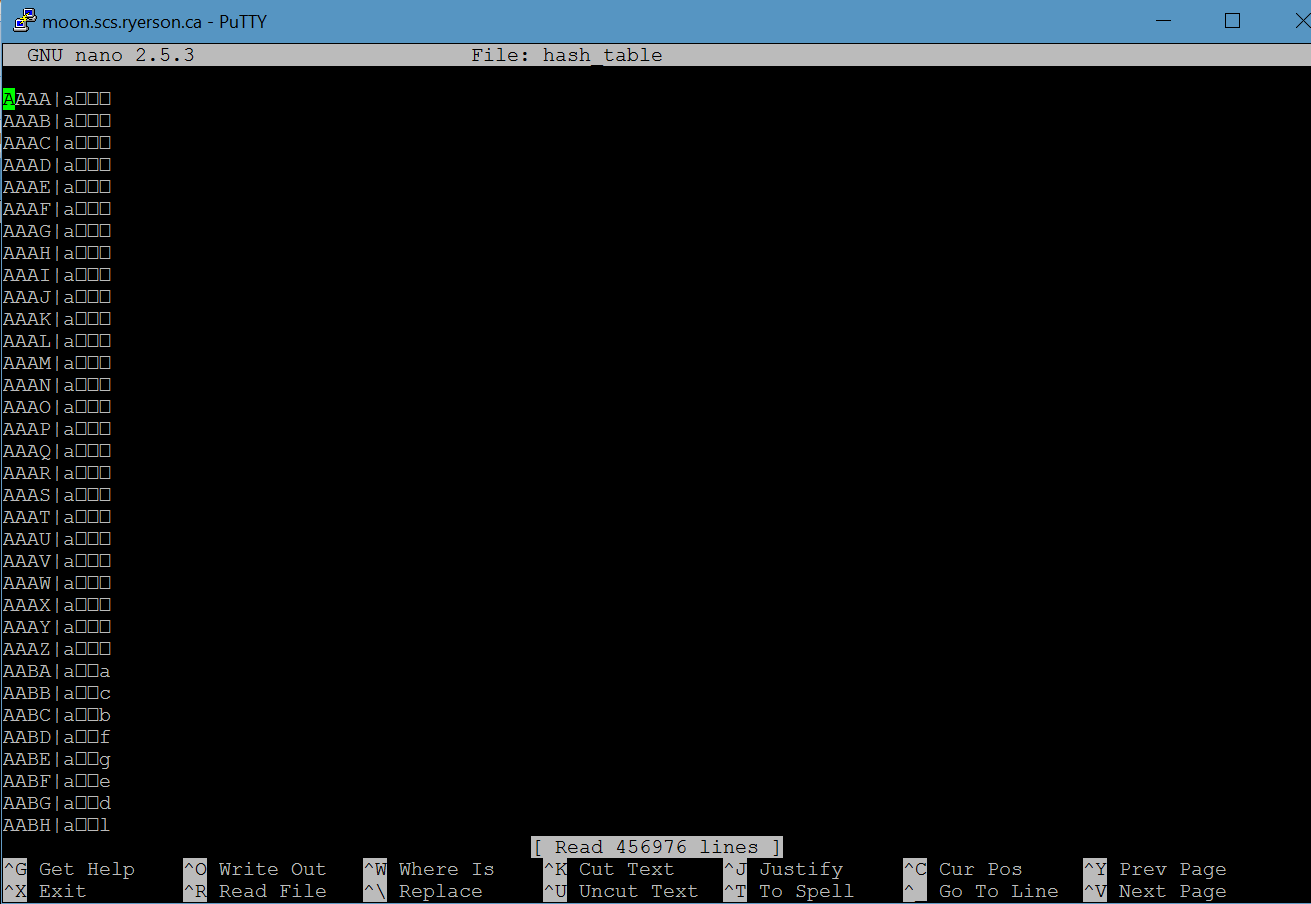 moon.scs.ryerson.ca - PuTTY
GNU nano 2.5.3 File: hash_table
AAAA|a□□□
AAAB|a□□□
AAAC|a□□□
AAAD|a□□□
AAAE|a□□□
AAAF|a□□□
AAAG|a□□□
AAAH|a□□□
AAAI|a□□□
AAAJ|a□□□
AAAK|a□□□
AAAL|a□□□
AAAM|a□□□
AAAN|a□□□
AAAO|a□□□
AAAP|a□□□
AAAQ|a□□□
AAAR|a□□□
AAAS|a□□□
AAAT|a□□□
AAAU|a□□□
AAAV|a□□□
AAAW|a□□□
AAAX|a□□□
AAAY|a□□□
AAAZ|a□□□
AABA|a□□a
AABB|a□□c
AABC|a□□b
AABD|a□□f
AABE|a□□g
AABF|a□□e
AABG|a□□d
AABH|a□□l
[ Read 456976 lines ]
^G Get Help ^O Write Out ^W Where Is ^K Cut Text ^J Justify ^C Cur Pos ^Y Prev Page
^X Exit ^R Read File ^\ Replace ^U Uncut Text ^T To Spell ^_ Go To Line ^V Next Page